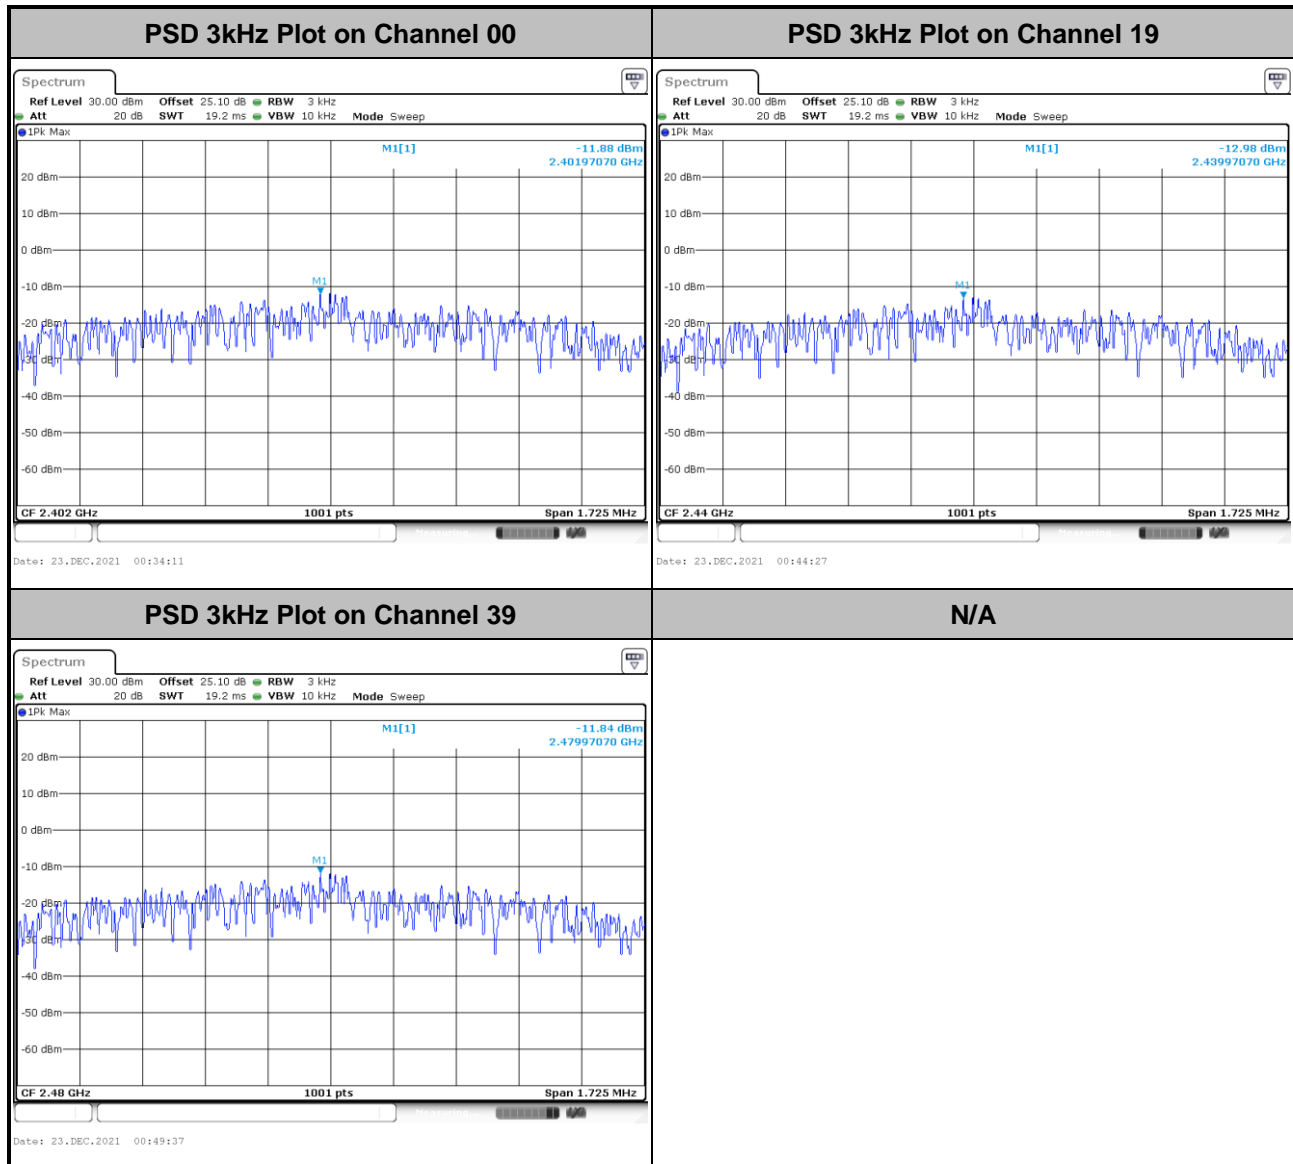 PSD 3kHz Plot on Channel 00
PSD 3kHz Plot on Channel 19
Spectrum
Ref Level 30.00 dBm Offset 25.10 dB RBW 3 kHz
Att 20 dB SWT 19.2 ms VBW 10 kHz Mode Sweep
1Pk Max
M1[1] -11.88 dBm
2.40197070 GHz
20 dBm
10 dBm
0 dBm
M1
-10 dBm
-20 dBm
-30 dBm
-40 dBm
-50 dBm
-60 dBm
CF 2.402 GHz 1001 pts Span 1.725 MHz
Measuring
Date: 23.DEC.2021 00:34:11
Spectrum
Ref Level 30.00 dBm Offset 25.10 dB RBW 3 kHz
Att 20 dB SWT 19.2 ms VBW 10 kHz Mode Sweep
1Pk Max
M1[1] -12.98 dBm
2.43997070 GHz
20 dBm
10 dBm
0 dBm
M1
-10 dBm
-20 dBm
-30 dBm
-40 dBm
-50 dBm
-60 dBm
CF 2.44 GHz 1001 pts Span 1.725 MHz
Measuring
Date: 23.DEC.2021 00:44:27
PSD 3kHz Plot on Channel 39
N/A
Spectrum
Ref Level 30.00 dBm Offset 25.10 dB RBW 3 kHz
Att 20 dB SWT 19.2 ms VBW 10 kHz Mode Sweep
1Pk Max
M1[1] -11.84 dBm
2.47997070 GHz
20 dBm
10 dBm
0 dBm
M1
-10 dBm
-20 dBm
-30 dBm
-40 dBm
-50 dBm
-60 dBm
CF 2.48 GHz 1001 pts Span 1.725 MHz
Measuring
Date: 23.DEC.2021 00:49:37